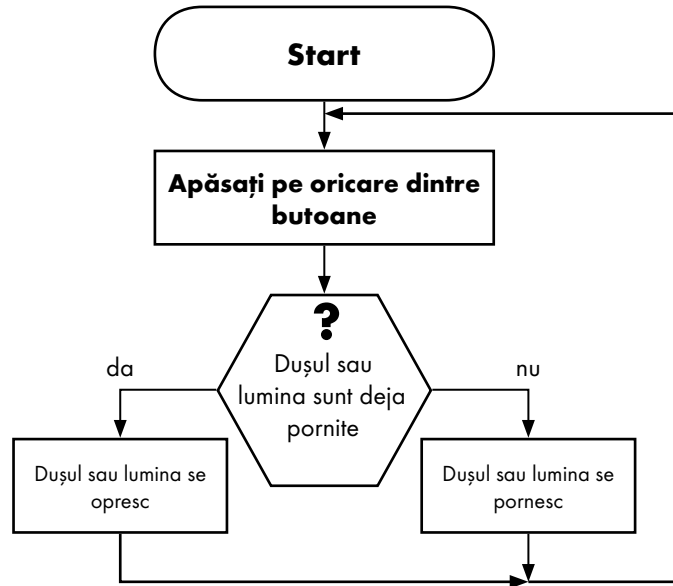 Start
Apăsați pe oricare dintre
butoane
?
Dușul sau
lumina sunt deja
pornite
da
nu
Dușul sau lumina se
opresc
Dușul sau lumina se
pornesc